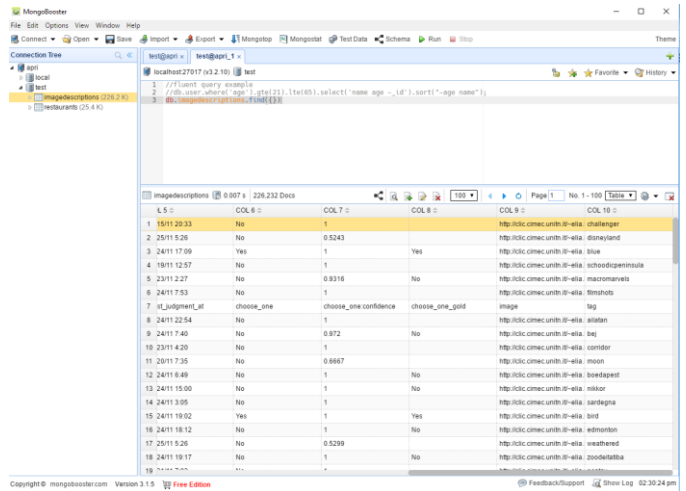 MongoBooster
File Edit Options View Window Help
Connect Open Save Import Export Mongotop Mongostat Test Data Schema Run Stop Theme
Connection Tree
apri
local
test
imagedescriptions (226.2 K)
restaurants (25.4 K)
test@apri × test@apri_1 ×
localhost:27017 (v3.2.10) test Favorite History
1 //fluent query example
2 //db.user.where('age').gte(21).lte(65).select('name age -_id').sort("-age name");
3 db.imagedescriptions.find({})
imagedescriptions 0.007 s 226,232 Docs 100 Page 1 No. 1 - 100 Table
L 5 COL 6 COL 7 COL 8 COL 9 COL 10
1 15/11 20:33 No 1 http://clic.cimec.unitn.it/~elia. challenger
2 25/11 5:26 No 0.5243 http://clic.cimec.unitn.it/~elia. disneyland
3 24/11 17:09 Yes 1 Yes http://clic.cimec.unitn.it/~elia. blue
4 19/11 12:57 No 1 http://clic.cimec.unitn.it/~elia. schoodicpeninsula
5 23/11 2:27 No 0.9316 No http://clic.cimec.unitn.it/~elia. macromarvels
6 24/11 7:53 No 1 http://clic.cimec.unitn.it/~elia. filmshots
7 st_judgment_at choose_one choose_one:confidence choose_one_gold image tag
8 24/11 22:54 No 1 http://clic.cimec.unitn.it/~elia. ailatan
9 24/11 7:40 No 0.972 No http://clic.cimec.unitn.it/~elia. bej
10 23/11 4:20 No 1 http://clic.cimec.unitn.it/~elia. corridor
11 20/11 7:35 No 0.6667 http://clic.cimec.unitn.it/~elia. moon
12 24/11 6:49 No 1 No http://clic.cimec.unitn.it/~elia. boedapest
13 24/11 15:00 No 1 No http://clic.cimec.unitn.it/~elia. nikkor
14 24/11 3:05 No 1 http://clic.cimec.unitn.it/~elia. sardegna
15 24/11 19:02 Yes 1 Yes http://clic.cimec.unitn.it/~elia. bird
16 24/11 18:12 No 1 No http://clic.cimec.unitn.it/~elia. edmonton
17 25/11 5:26 No 0.5299 http://clic.cimec.unitn.it/~elia. weathered
18 24/11 19:17 No 1 No http://clic.cimec.unitn.it/~elia. zoodeltatiba
19
Copyright © mongobooster.com Version 3.1.5 Free Edition Feedback/Support Show Log 02:30:24 pm